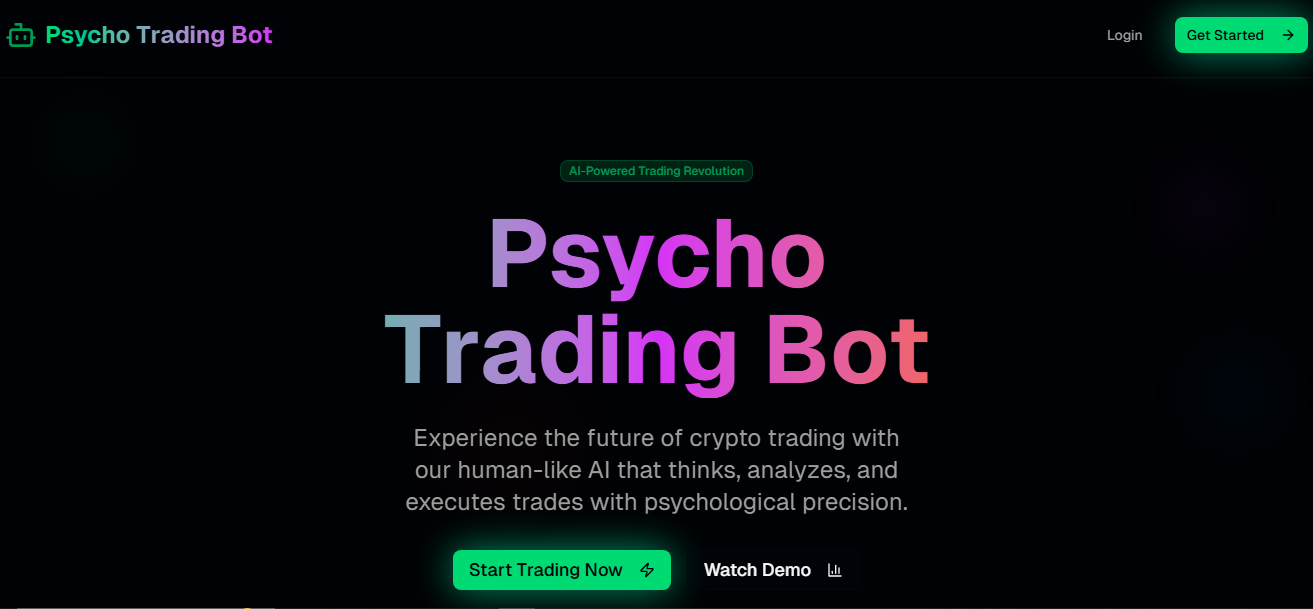 Psycho Trading Bot
Login
Get Started
AI-Powered Trading Revolution
Psycho
Trading Bot
Experience the future of crypto trading with
our human-like AI that thinks, analyzes, and
executes trades with psychological precision.
Start Trading Now
Watch Demo